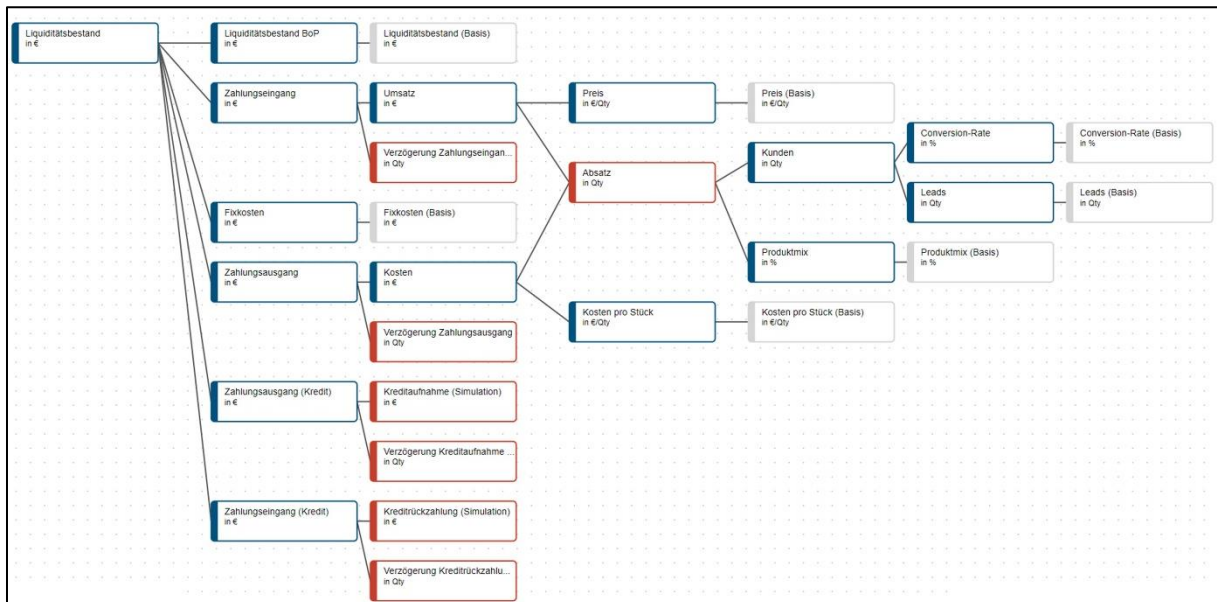 Liquiditätsbestand
in €
Liquiditätsbestand BoP
in €
Liquiditätsbestand (Basis)
in €
Zahlungseingang
in €
Umsatz
in €
Preis
in €/Qty
Preis (Basis)
in €/Qty
Verzögerung Zahlungseingan...
in Qty
Absatz
in Qty
Kunden
in Qty
Conversion-Rate
in %
Conversion-Rate (Basis)
in %
Leads
in Qty
Leads (Basis)
in Qty
Fixkosten
in €
Fixkosten (Basis)
in €
Produktmix
in %
Produktmix (Basis)
in %
Zahlungsausgang
in €
Kosten
in €
Kosten pro Stück
in €/Qty
Kosten pro Stück (Basis)
in €/Qty
Verzögerung Zahlungsausgang
in Qty
Zahlungsausgang (Kredit)
in €
Kreditaufnahme (Simulation)
in €
Verzögerung Kreditaufnahme ...
in Qty
Zahlungseingang (Kredit)
in €
Kreditrückzahlung (Simulation)
in €
Verzögerung Kreditrückzahlu...
in Qty